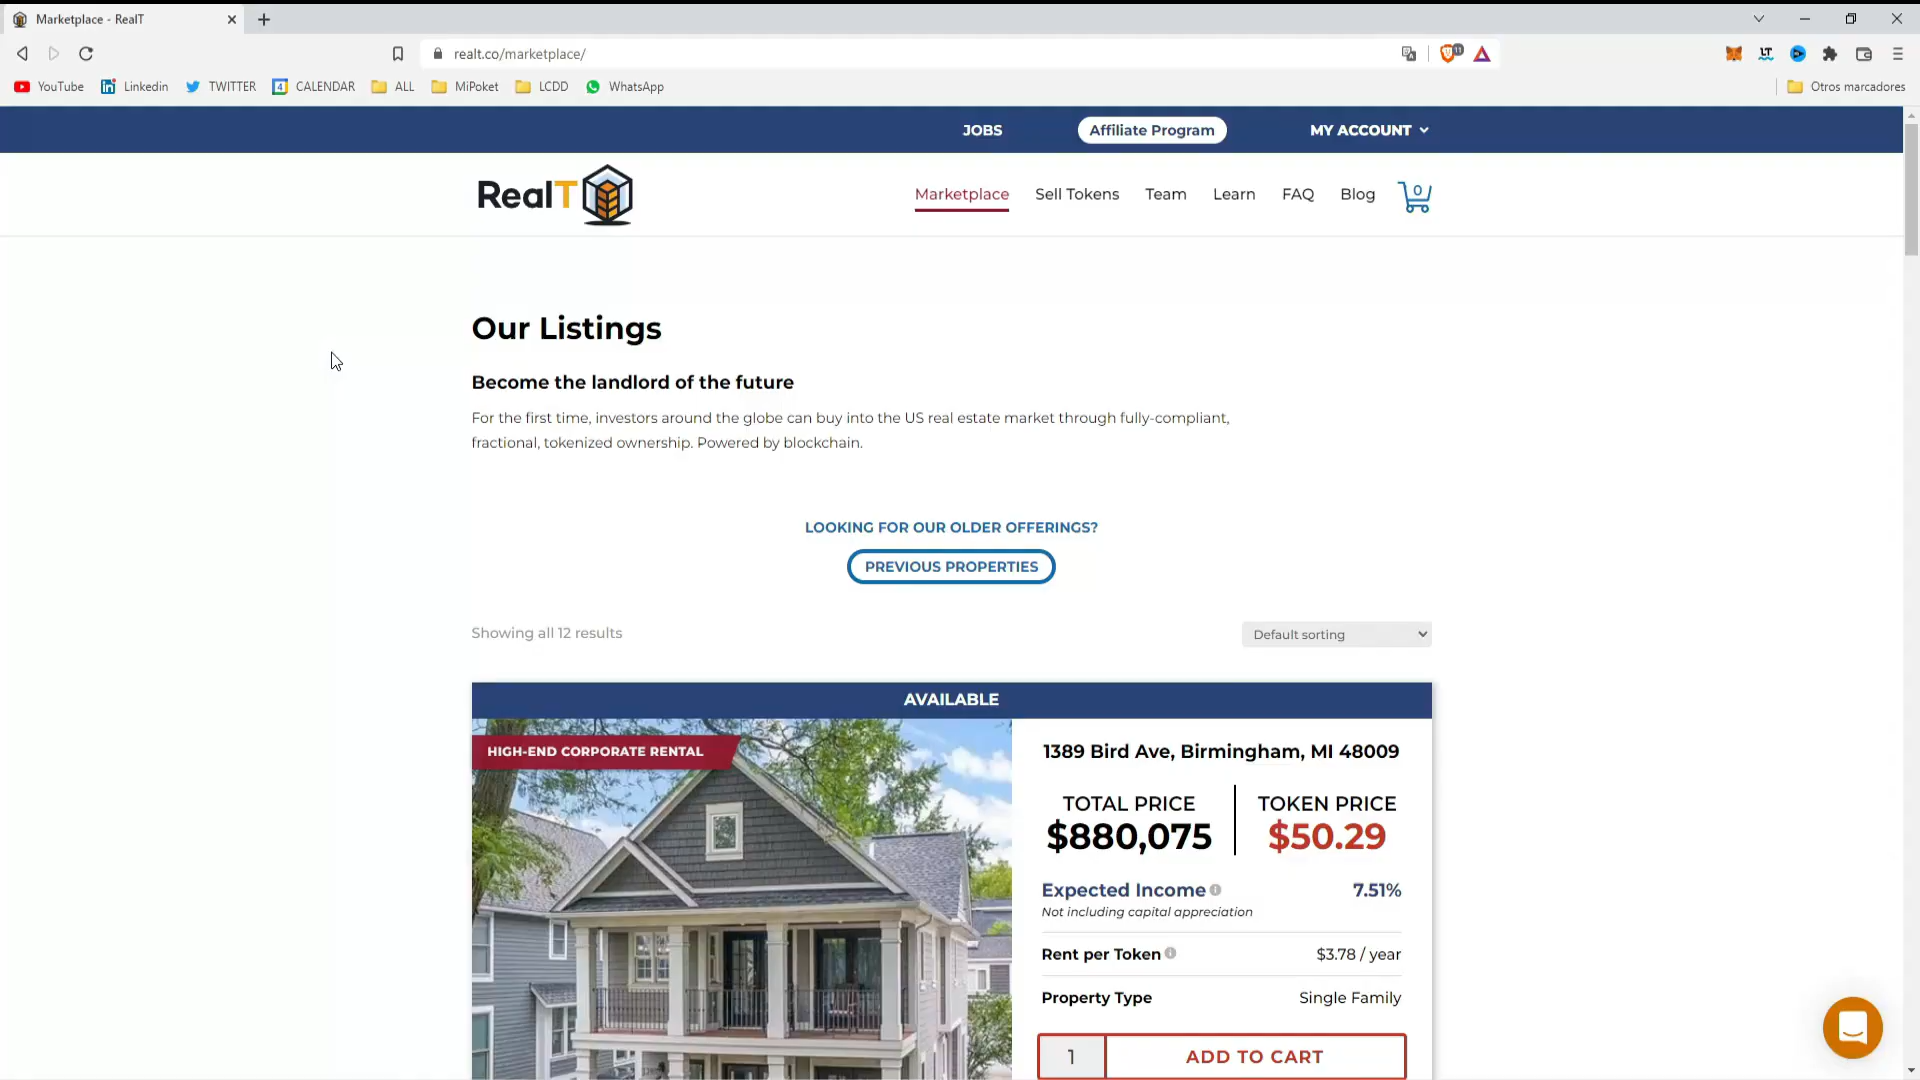 Marketplace - RealT
realt.co/marketplace/
11
YouTube
Linkedin
TWITTER
4
CALENDAR
ALL
MiPoket
LCDD
WhatsApp
LT
Otros marcadores
JOBS
Affiliate Program
MY ACCOUNT
RealT
Marketplace
Sell Tokens
Team
Learn
FAQ
Blog
0
Our Listings
Become the landlord of the future
For the first time, investors around the globe can buy into the US real estate market through fully-compliant,
fractional, tokenized ownership. Powered by blockchain.
LOOKING FOR OUR OLDER OFFERINGS?
PREVIOUS PROPERTIES
Showing all 12 results
Default sorting
AVAILABLE
HIGH-END CORPORATE RENTAL
1389 Bird Ave, Birmingham, MI 48009
TOTAL PRICE
$880,075
TOKEN PRICE
$50.29
Expected Income
7.51%
Not including capital appreciation
Rent per Token
$3.78 / year
Property Type
Single Family
1
ADD TO CART